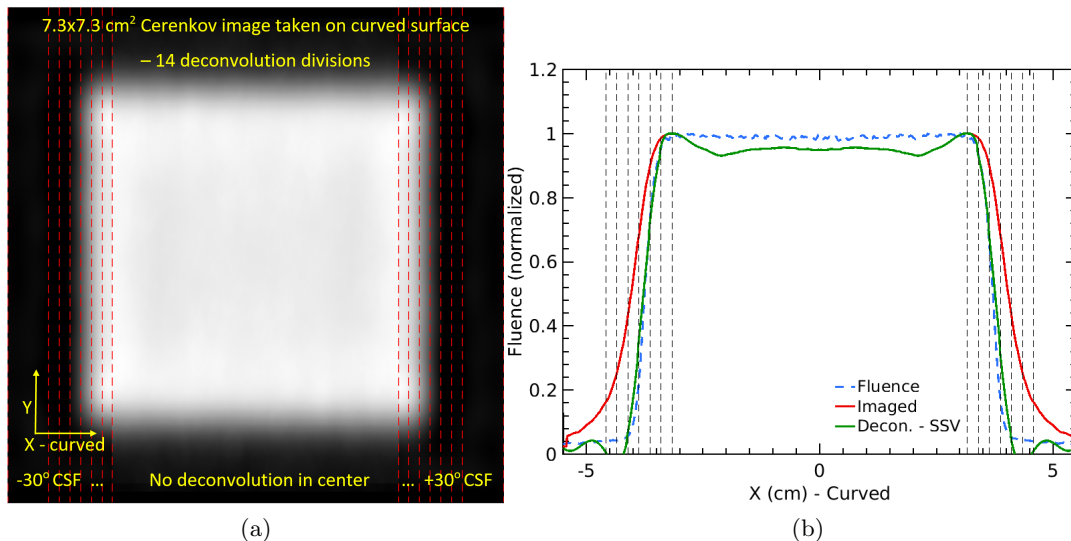 7.3x7.3 cm² Cerenkov image taken on curved surface
– 14 deconvolution divisions
Y
X - curved
-30° CSF ... No deconvolution in center ... +30° CSF
(a)
Fluence (normalized)
1.2
1
0.8
0.6
0.4
0.2
0
Fluence
Imaged
Decon. - SSV
-5 0 5
X (cm) - Curved
(b)